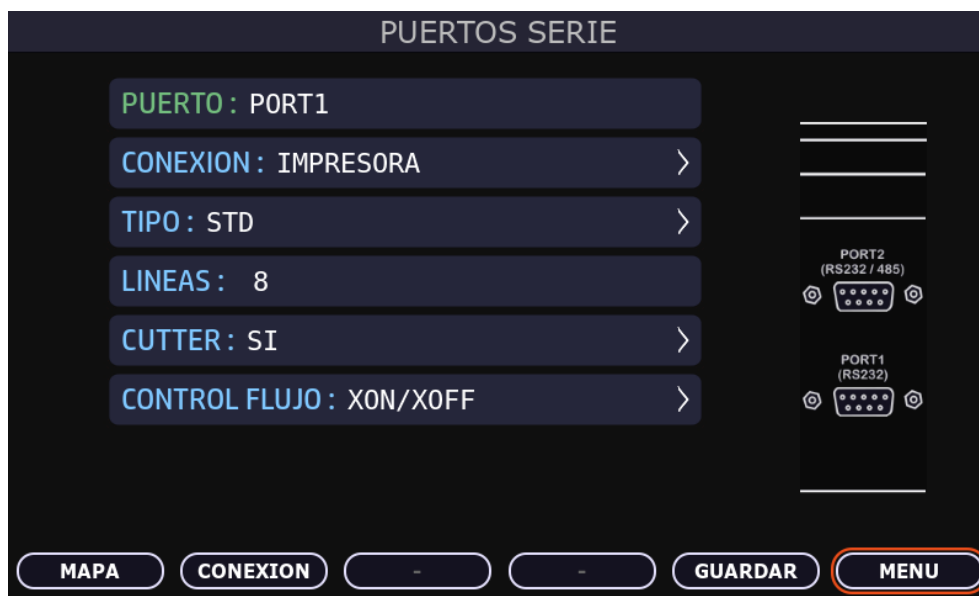 PUERTOS SERIE
PUERTO : PORT1
CONEXION : IMPRESORA
TIPO : STD
LINEAS : 8
CUTTER : SI
CONTROL FLUJO : XON/XOFF
PORT2
(RS232 / 485)
PORT1
(RS232)
MAPA CONEXION - - GUARDAR MENU